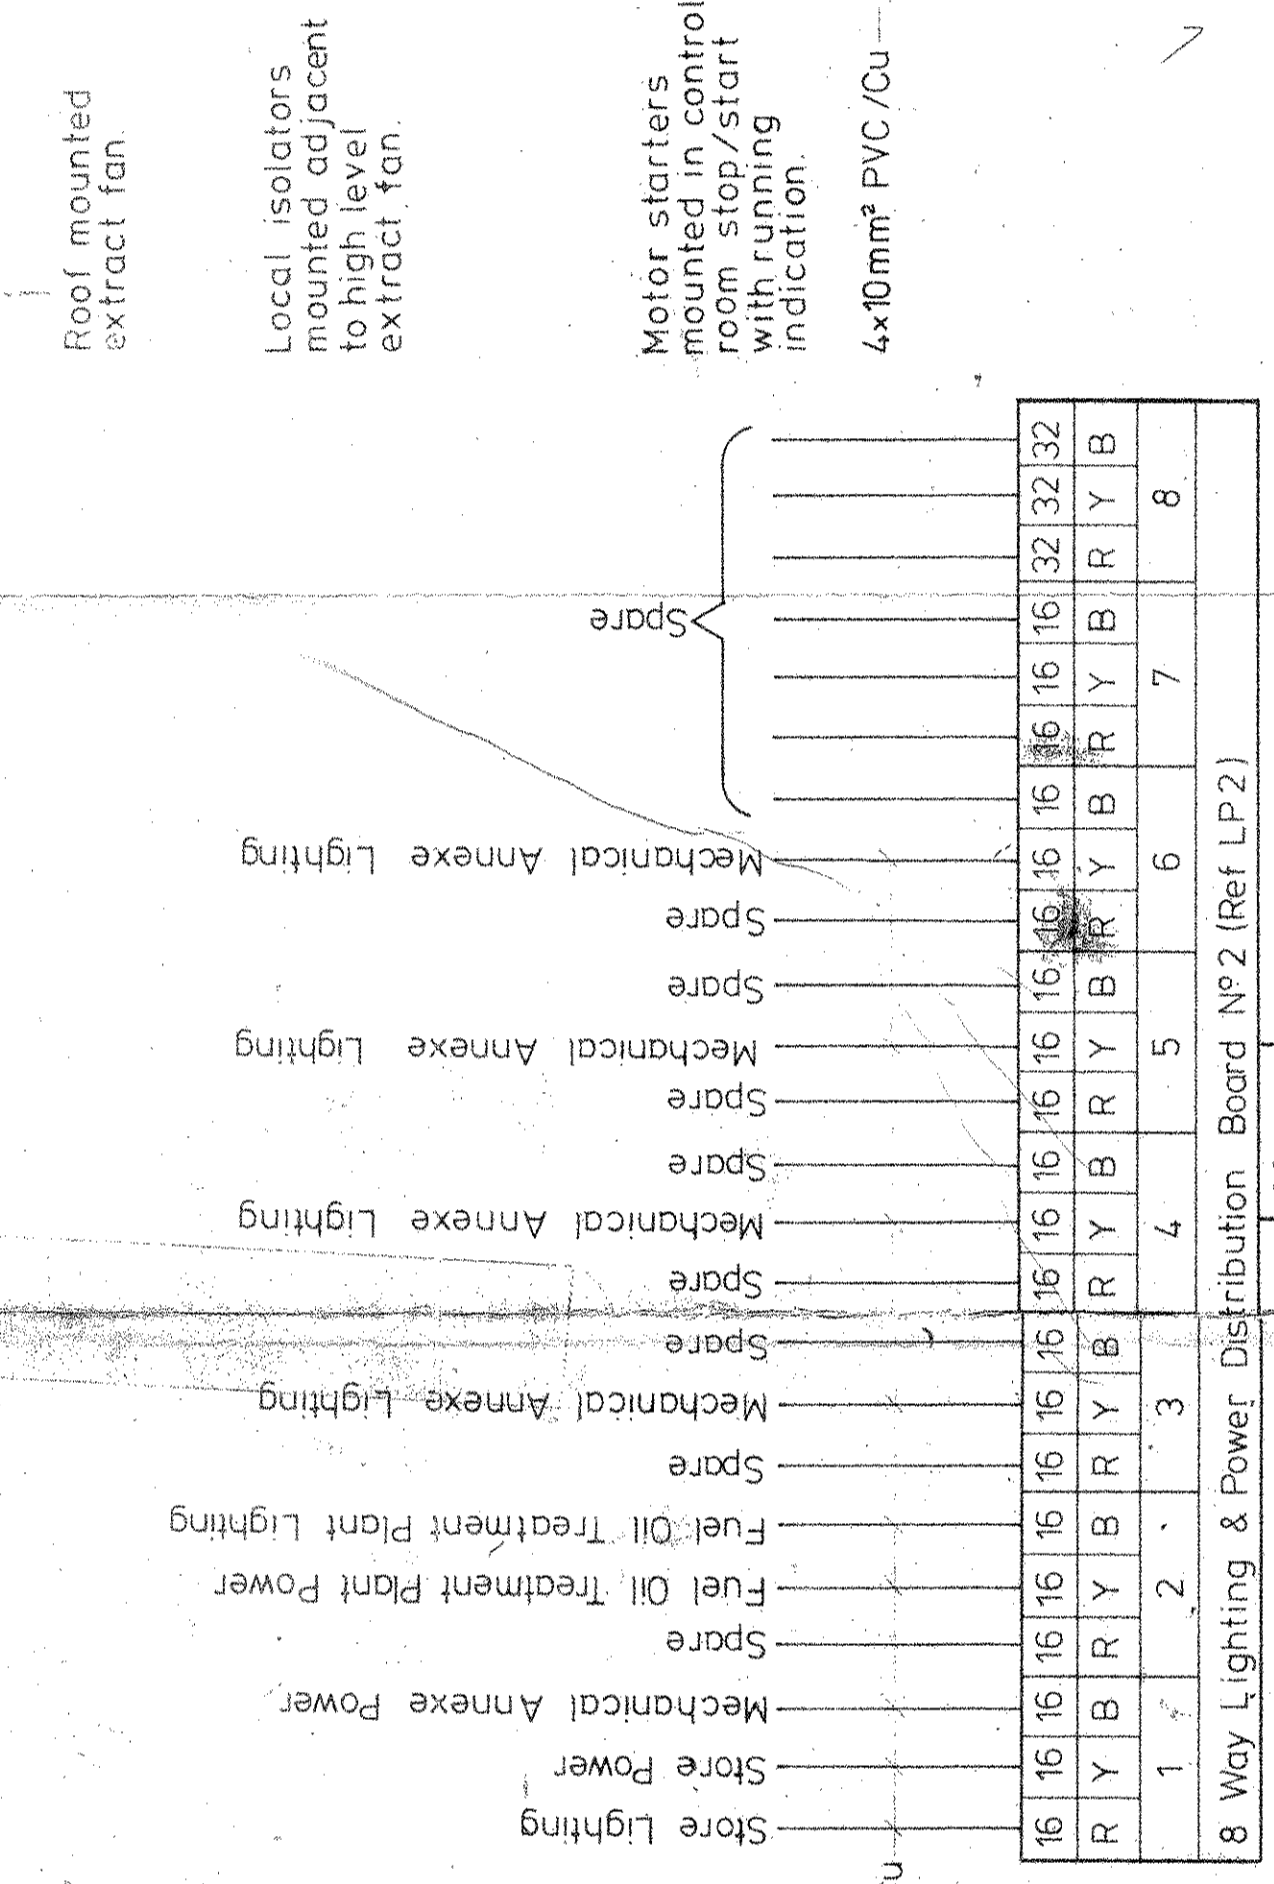 Roof mounted
extract fan.
Local isolators
mounted adjacent
to high level
extract fan.
Motor starters
mounted in control
room stop/start
with running
indication.
4x10mm² PVC/Cu
Store Lighting
Store Power
Mechanical Annexe Power
Spare
Fuel Oil Treatment Plant Power
Fuel Oil Treatment Plant Lighting
Spare
Mechanical Annexe Lighting
Spare
Spare
Mechanical Annexe Lighting
Spare
Spare
Mechanical Annexe Lighting
Spare
Spare
Mechanical Annexe Lighting
Spare
16 16 16 16 16 16 16 16 16 16 16 16 16 16 16 16 16 16 16 16 16 32 32 32
R Y B R Y B R Y B R Y B R Y B R Y B R Y B R Y B
1 2 3 4 5 6 7 8
8 Way Lighting & Power Distribution Board Nº 2 (Ref LP2)